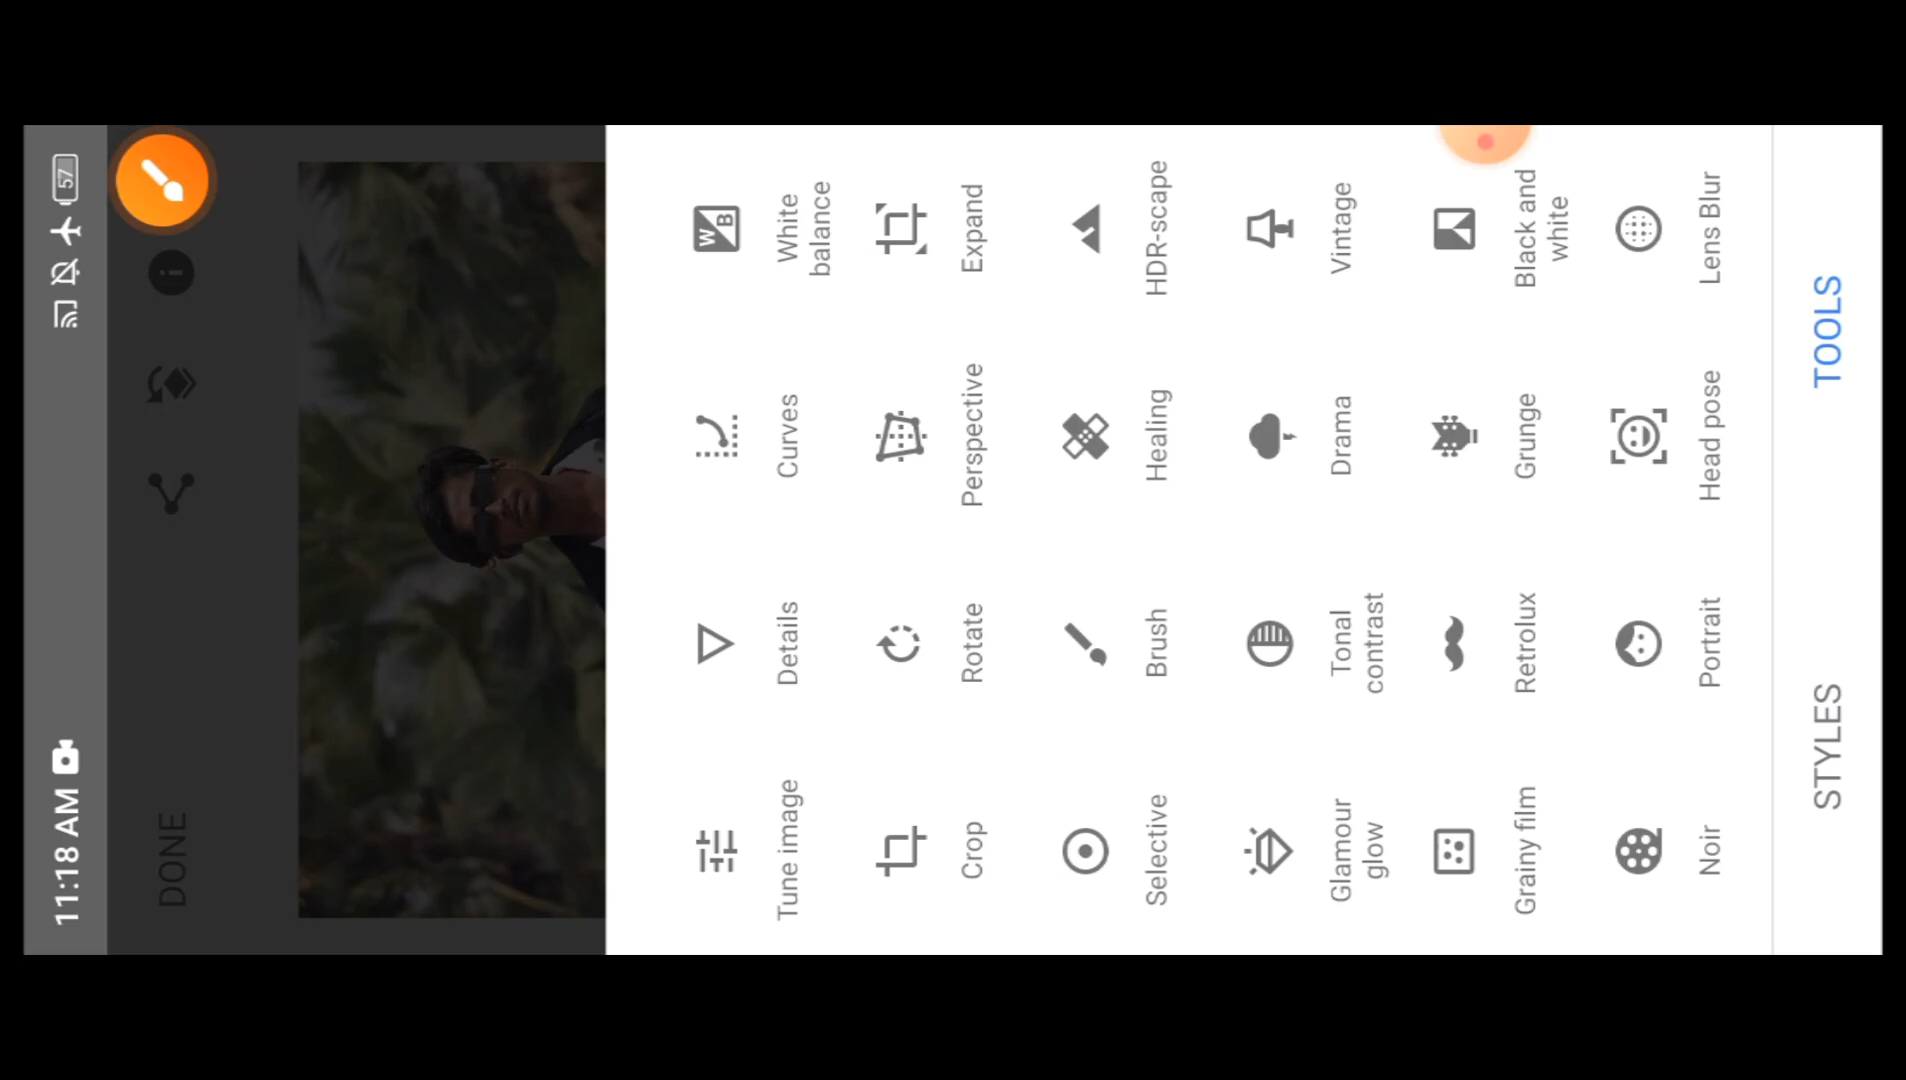 11:18 AM
57
DONE
Tune image
Details
Curves
White
balance
Crop
Rotate
Perspective
Expand
Selective
Brush
Healing
HDR-scape
Glamour
glow
Tonal
contrast
Drama
Vintage
Grainy film
Retrolux
Grunge
Black and
white
Noir
Portrait
Head pose
Lens Blur
STYLES
TOOLS